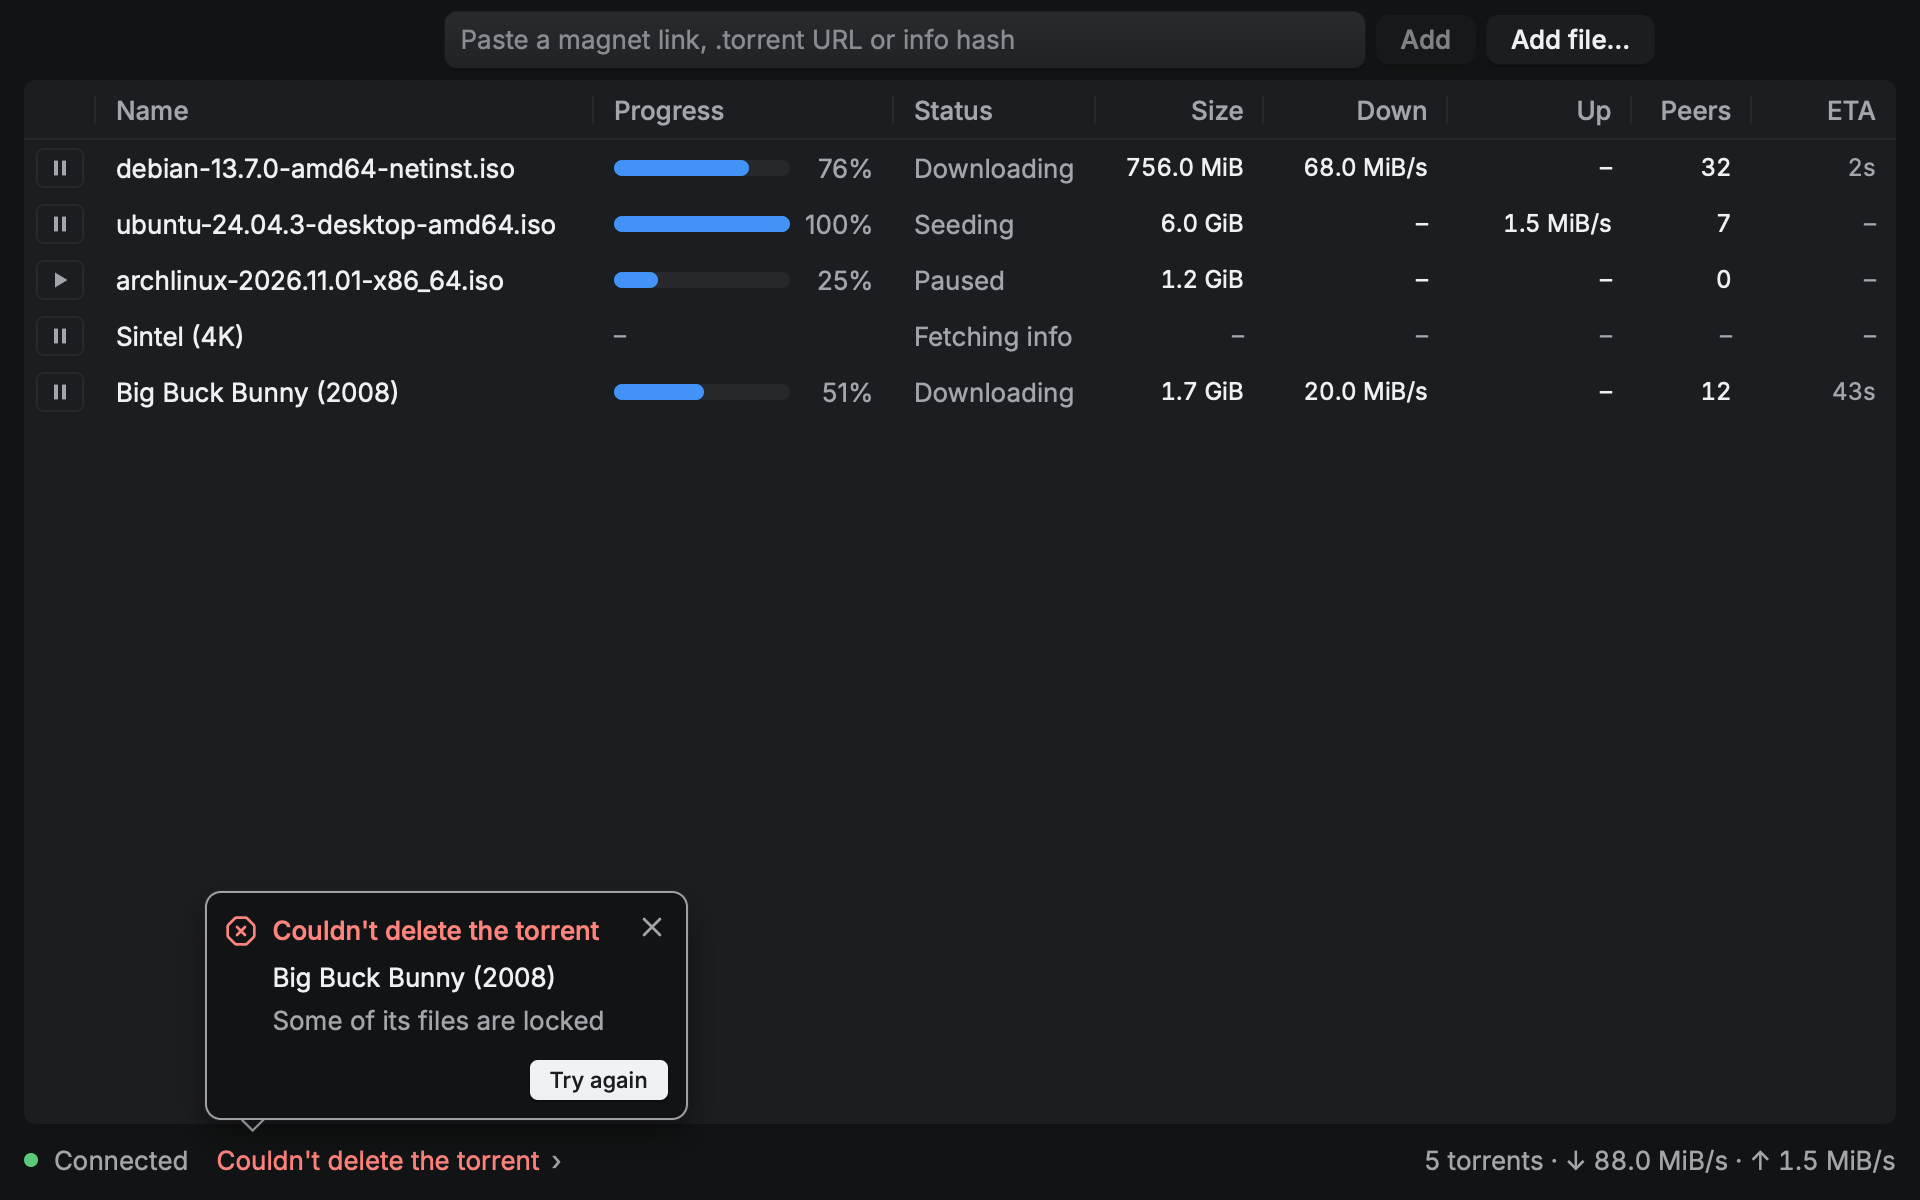 Paste a magnet link, .torrent URL or info hash Add Add file...
Name Progress Status Size Down Up Peers ETA
debian-13.7.0-amd64-netinst.iso 76% Downloading 756.0 MiB 68.0 MiB/s – 32 2s
ubuntu-24.04.3-desktop-amd64.iso 100% Seeding 6.0 GiB – 1.5 MiB/s 7 –
archlinux-2026.11.01-x86_64.iso 25% Paused 1.2 GiB – – 0 –
Sintel (4K) – Fetching info – – – – –
Big Buck Bunny (2008) 51% Downloading 1.7 GiB 20.0 MiB/s – 12 43s
Couldn't delete the torrent
Big Buck Bunny (2008)
Some of its files are locked
Try again
Connected Couldn't delete the torrent › 5 torrents · ↓ 88.0 MiB/s · ↑ 1.5 MiB/s